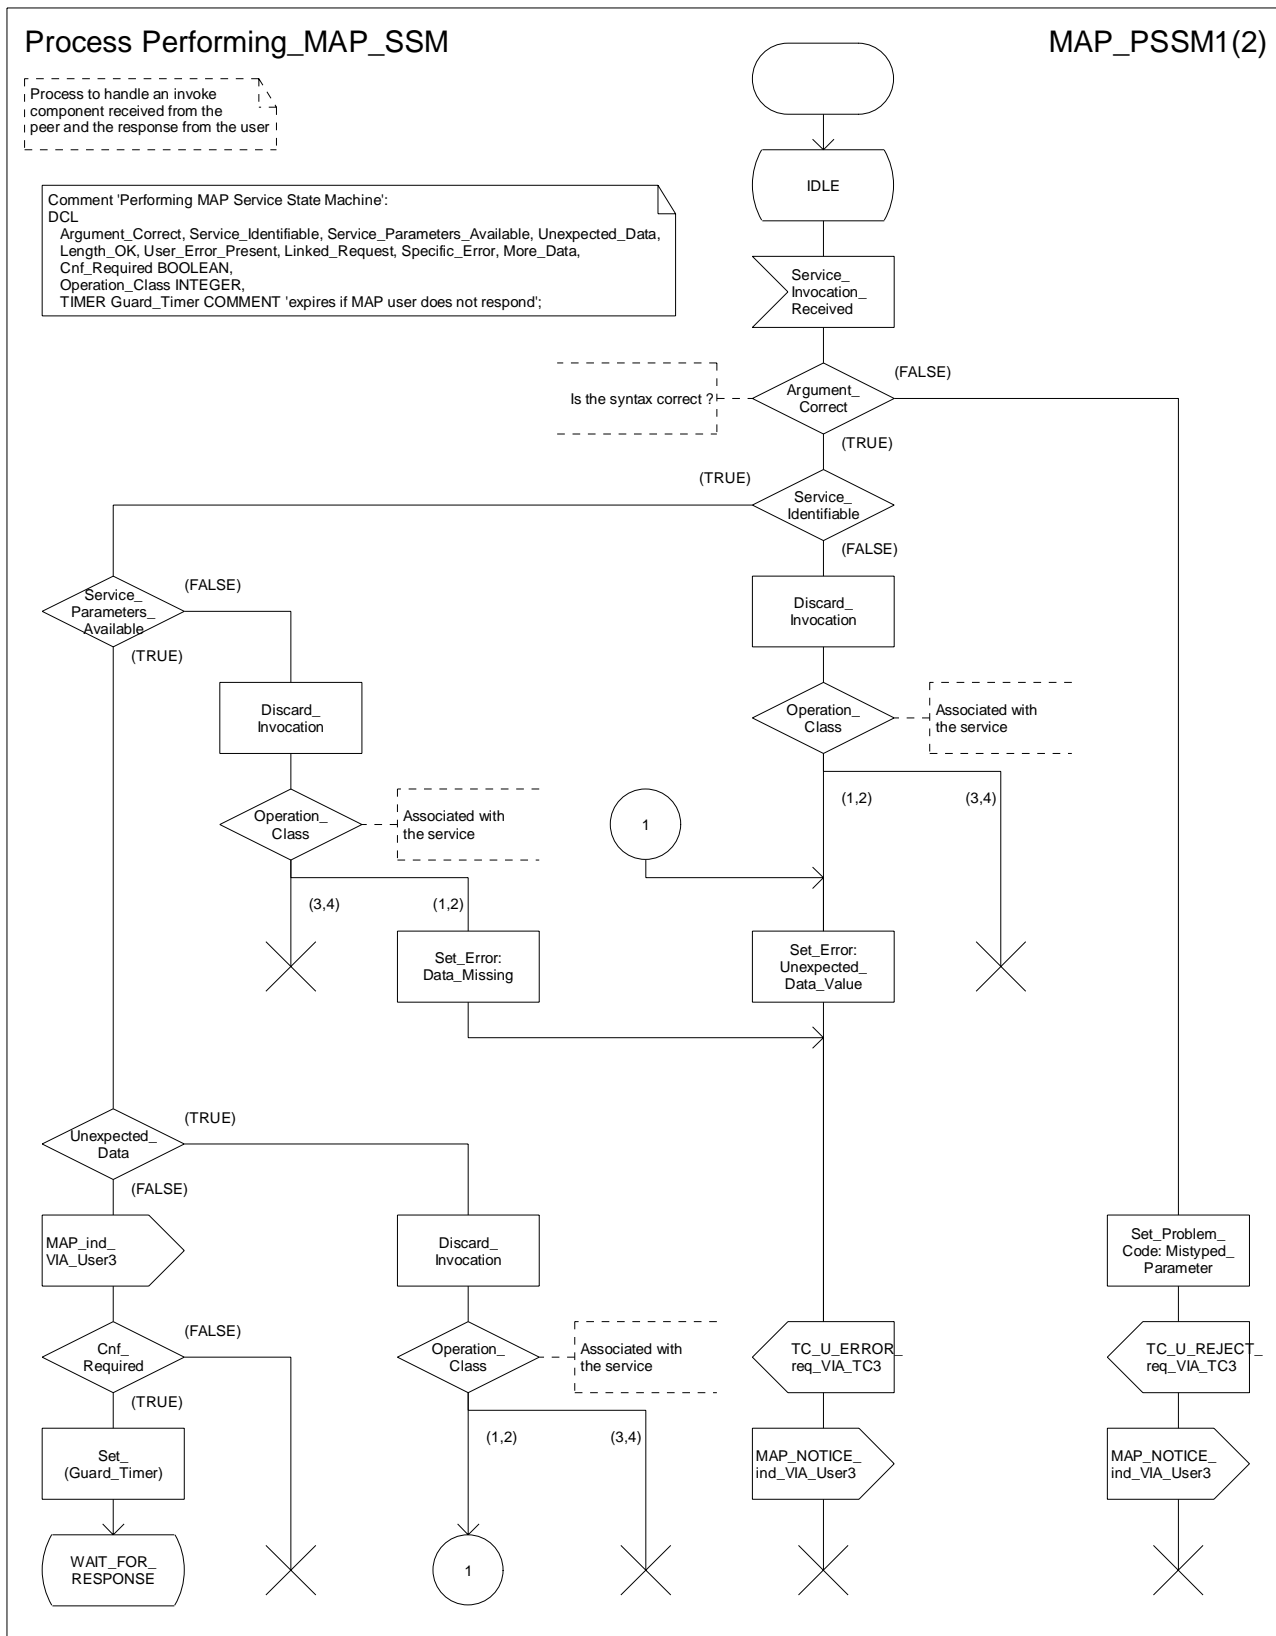 Process Performing_MAP_SSM
MAP_PSSM1(2)
Process to handle an invoke
component received from the
peer and the response from the user
Comment 'Performing MAP Service State Machine':
DCL
Argument_Correct, Service_Identifiable, Service_Parameters_Available, Unexpected_Data,
Length_OK, User_Error_Present, Linked_Request, Specific_Error, More_Data,
Cnf_Required BOOLEAN,
Operation_Class INTEGER,
TIMER Guard_Timer COMMENT 'expires if MAP user does not respond';
IDLE
Service_
Invocation_
Received
Is the syntax correct ?
Argument_
Correct
(FALSE)
(TRUE)
(TRUE)
Service_
Identifiable
(FALSE)
Service_
Parameters_
Available
(FALSE)
(TRUE)
Discard_
Invocation
Discard_
Invocation
Operation_
Class
Associated with
the service
(1,2)
(3,4)
Operation_
Class
Associated with
the service
1
(3,4)
(1,2)
Set_Error:
Data_Missing
Set_Error:
Unexpected_
Data_Value
Unexpected_
Data
(TRUE)
(FALSE)
MAP_ind_
VIA_User3
Discard_
Invocation
Set_Problem_
Code: Mistyped_
Parameter
Cnf_
Required
(FALSE)
(TRUE)
Operation_
Class
Associated with
the service
TC_U_ERROR_
req_VIA_TC3
TC_U_REJECT_
req_VIA_TC3
(1,2)
(3,4)
Set_
(Guard_Timer)
MAP_NOTICE_
ind_VIA_User3
MAP_NOTICE_
ind_VIA_User3
WAIT_FOR_
RESPONSE
1